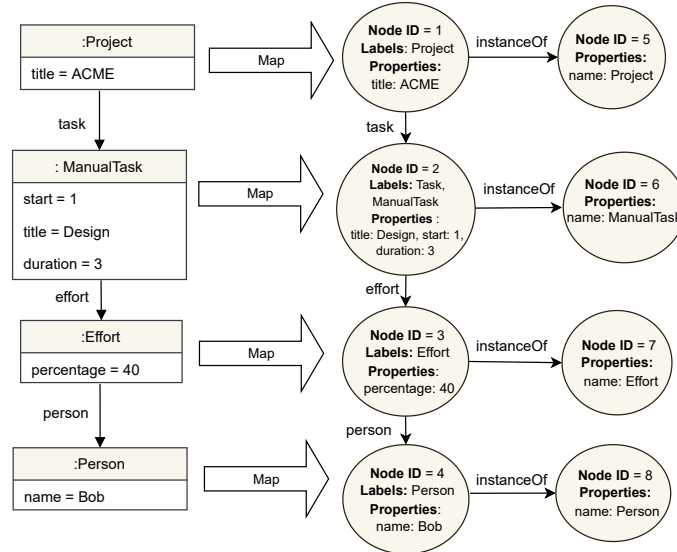 :Project
title = ACME
Map
Node ID = 1
Labels: Project
Properties:
title: ACME
instanceOf
Node ID = 5
Properties:
name: Project
task
task
: ManualTask
start = 1
title = Design
duration = 3
Map
Node ID = 2
Labels: Task,
ManualTask
Properties :
title: Design, start: 1,
duration: 3
instanceOf
Node ID = 6
Properties:
name: ManualTask
effort
effort
:Effort
percentage = 40
Map
Node ID = 3
Labels: Effort
Properties:
percentage: 40
instanceOf
Node ID = 7
Properties:
name: Effort
person
person
:Person
name = Bob
Map
Node ID = 4
Labels: Person
Properties:
name: Bob
instanceOf
Node ID = 8
Properties:
name: Person